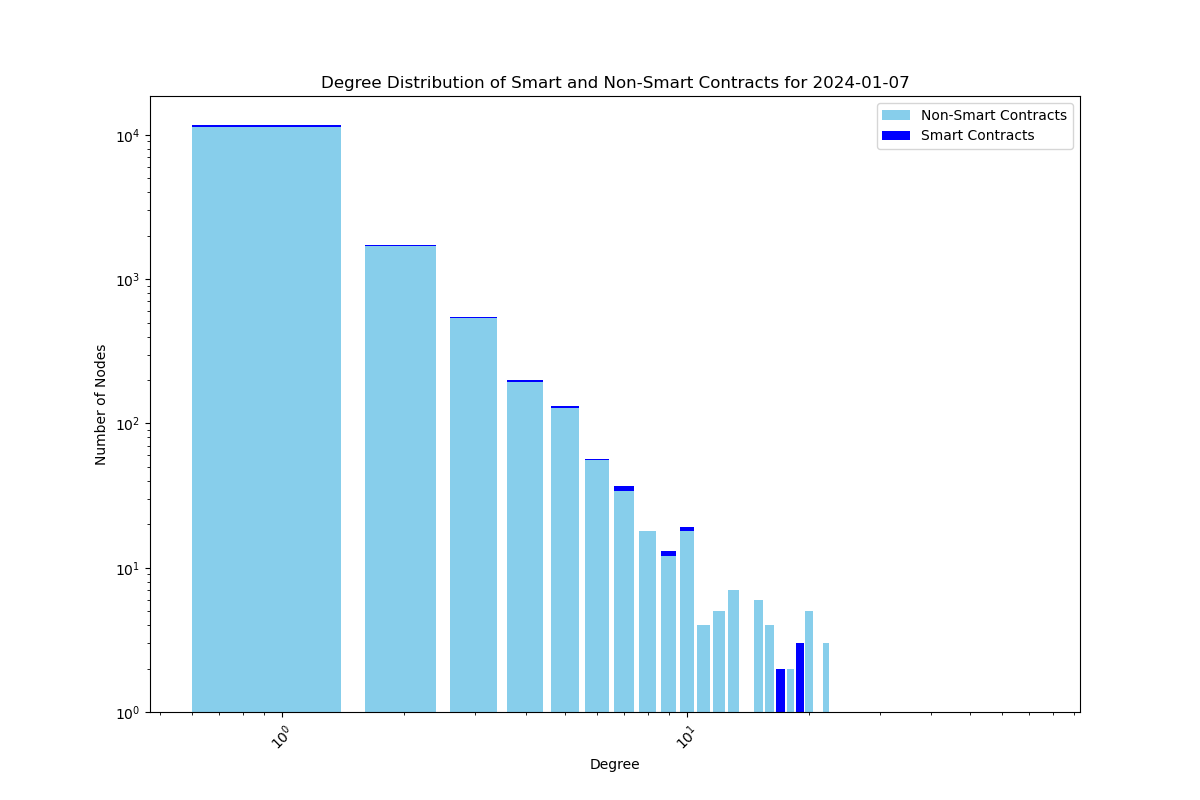 Degree Distribution of Smart and Non-Smart Contracts for 2024-01-07
Non-Smart Contracts
Smart Contracts
Number of Nodes
10⁴
10³
10²
10¹
10⁰
10⁰
10¹
Degree